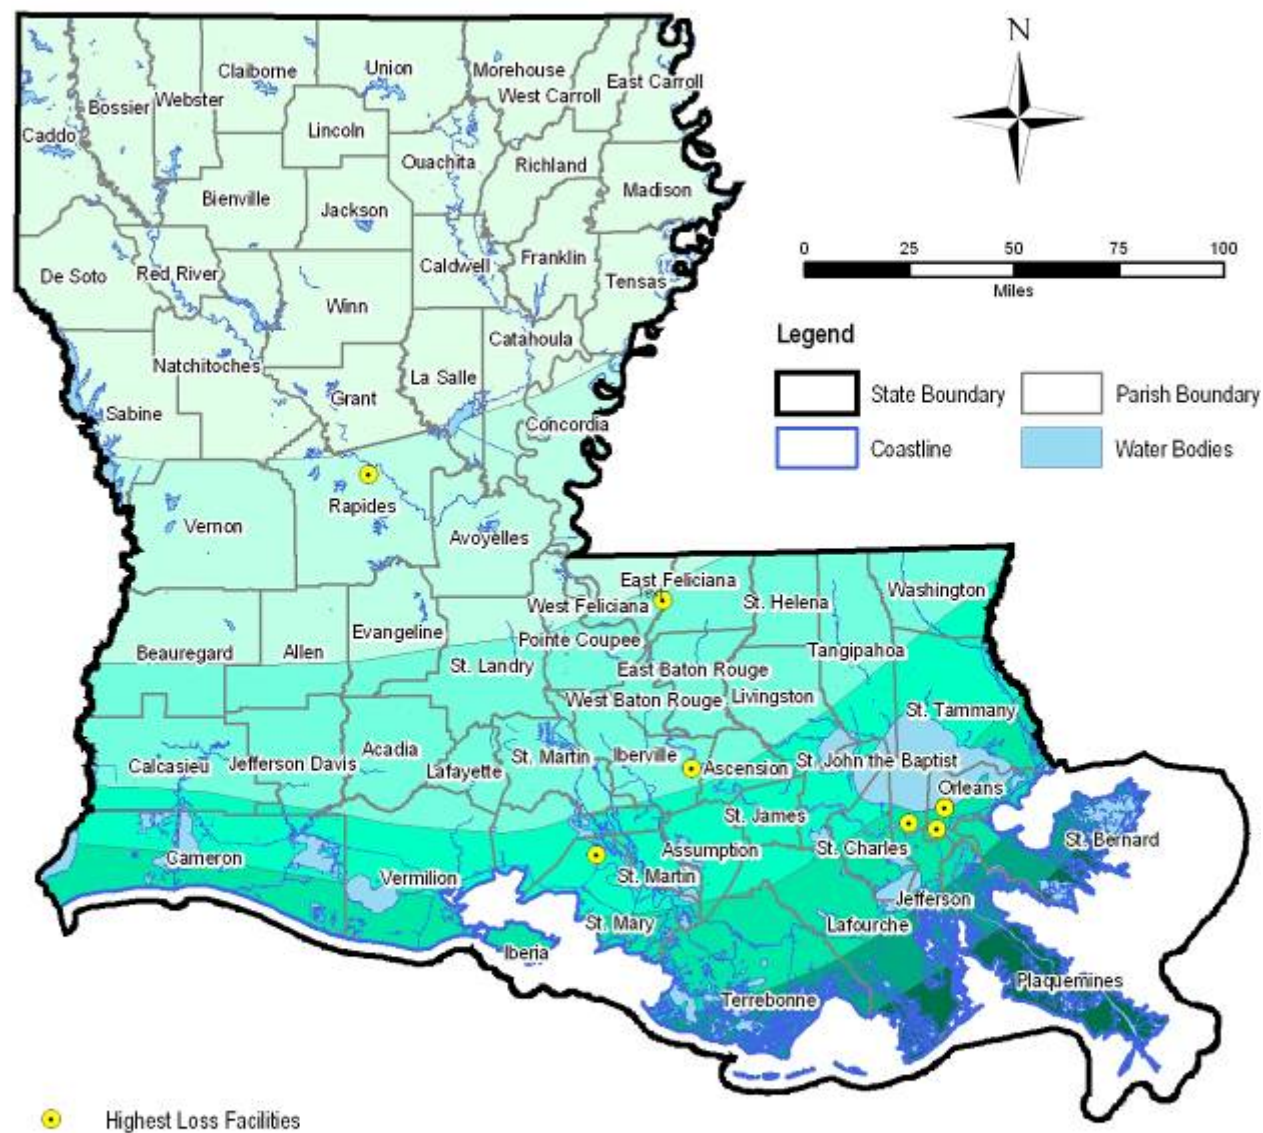 N
Claiborne
Union
Morehouse
East Carroll
West Carroll
Webster
Bossier
Caddo
Lincoln
Ouachita
Richland
Madison
Bienville
Jackson
Franklin
Caldwell
De Soto
Red River
Tensas
Winn
Catahoula
Natchitoches
La Salle
Grant
Sabine
Concordia
Rapides
Vernon
Avoyelles
0 25 50 75 100
Miles
Legend
State Boundary
Parish Boundary
Coastline
Water Bodies
East Feliciana
Washington
West Feliciana
St. Helena
Evangeline
Pointe Coupee
Beauregard
Allen
Tangipahoa
St. Landry
East Baton Rouge
West Baton Rouge
Livingston
St. Tammany
Acadia
St. Martin
Iberville
St. John the Baptist
Calcasieu
Jefferson Davis
Lafayette
Ascension
Orleans
St. James
St. Bernard
Cameron
Assumption
St. Charles
Vermilion
St. Martin
Jefferson
St. Mary
Lafourche
Iberia
Plaquemines
Terrebonne
Highest Loss Facilities